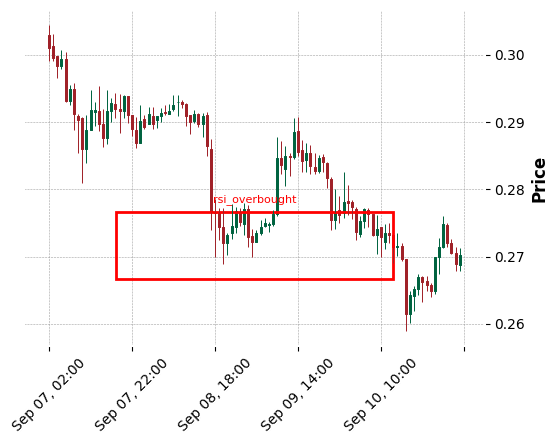 0.30
0.29
0.28
0.27
0.26
Price
rsi_overbought
Sep 07, 02:00
Sep 07, 22:00
Sep 08, 18:00
Sep 09, 14:00
Sep 10, 10:00